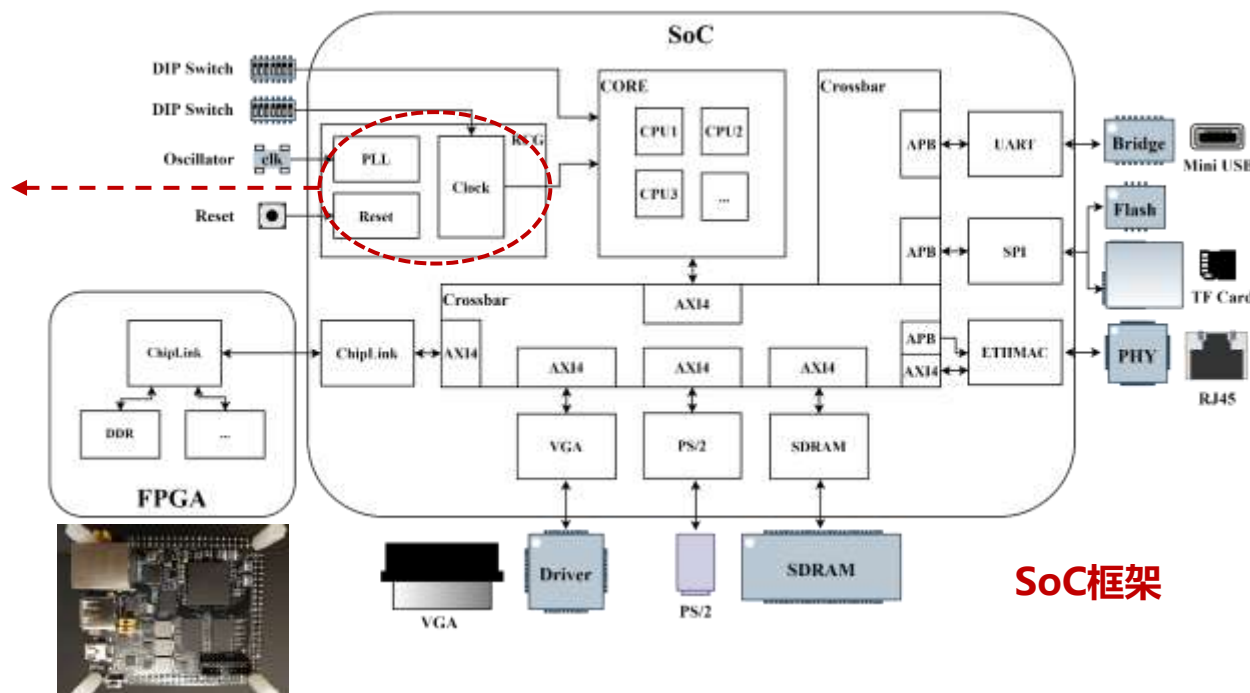 SoC
DIP Switch
DIP Switch
Oscillator
clk
Reset
PLL
Reset
Clock
CORE
CPU1
CPU2
CPU3
...
Crossbar
APB
UART
Bridge
Mini USB
Flash
APB
SPI
TF Card
Crossbar
AXI4
ChipLink
ChipLink
AXI4
APB
AXI4
ETHMAC
PHY
RJ45
AXI4
AXI4
AXI4
DDR
...
FPGA
VGA
PS/2
SDRAM
VGA
Driver
PS/2
SDRAM
SoC框架